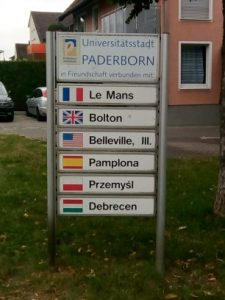 Universitätsstadt
PADERBORN
in Freundschaft verbunden mit:
Le Mans
Bolton
Belleville, Ill.
Pamplona
Przemyśl
Debrecen